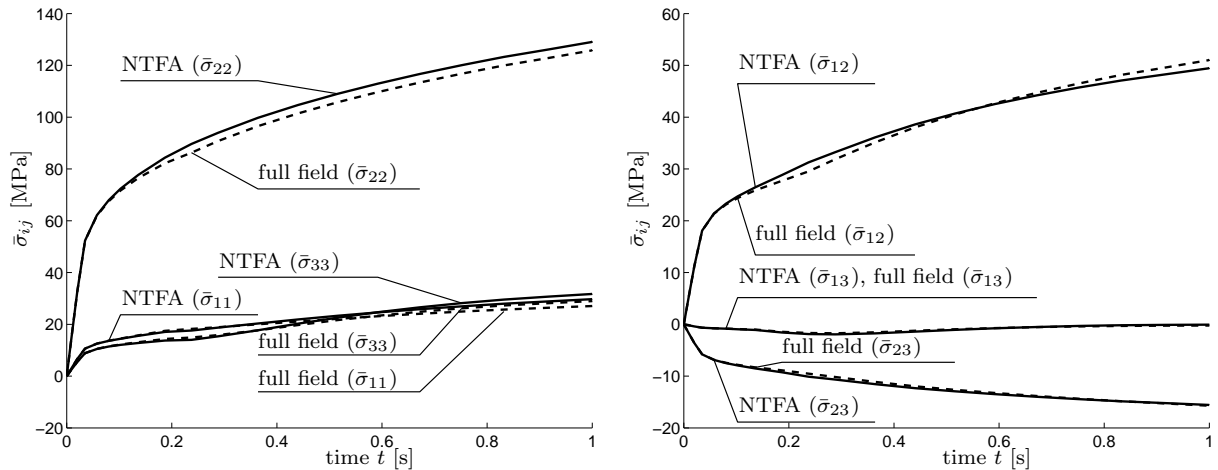 140
120
100
80
60
40
20
0
−20
σ̄ij [MPa]
NTFA (σ̄22)
full field (σ̄22)
NTFA (σ̄33)
NTFA (σ̄11)
full field (σ̄33)
full field (σ̄11)
0 0.2 0.4 0.6 0.8 1
time t [s]
60
50
40
30
20
10
0
−10
−20
σ̄ij [MPa]
NTFA (σ̄12)
full field (σ̄12)
NTFA (σ̄13), full field (σ̄13)
full field (σ̄23)
NTFA (σ̄23)
0 0.2 0.4 0.6 0.8 1
time t [s]